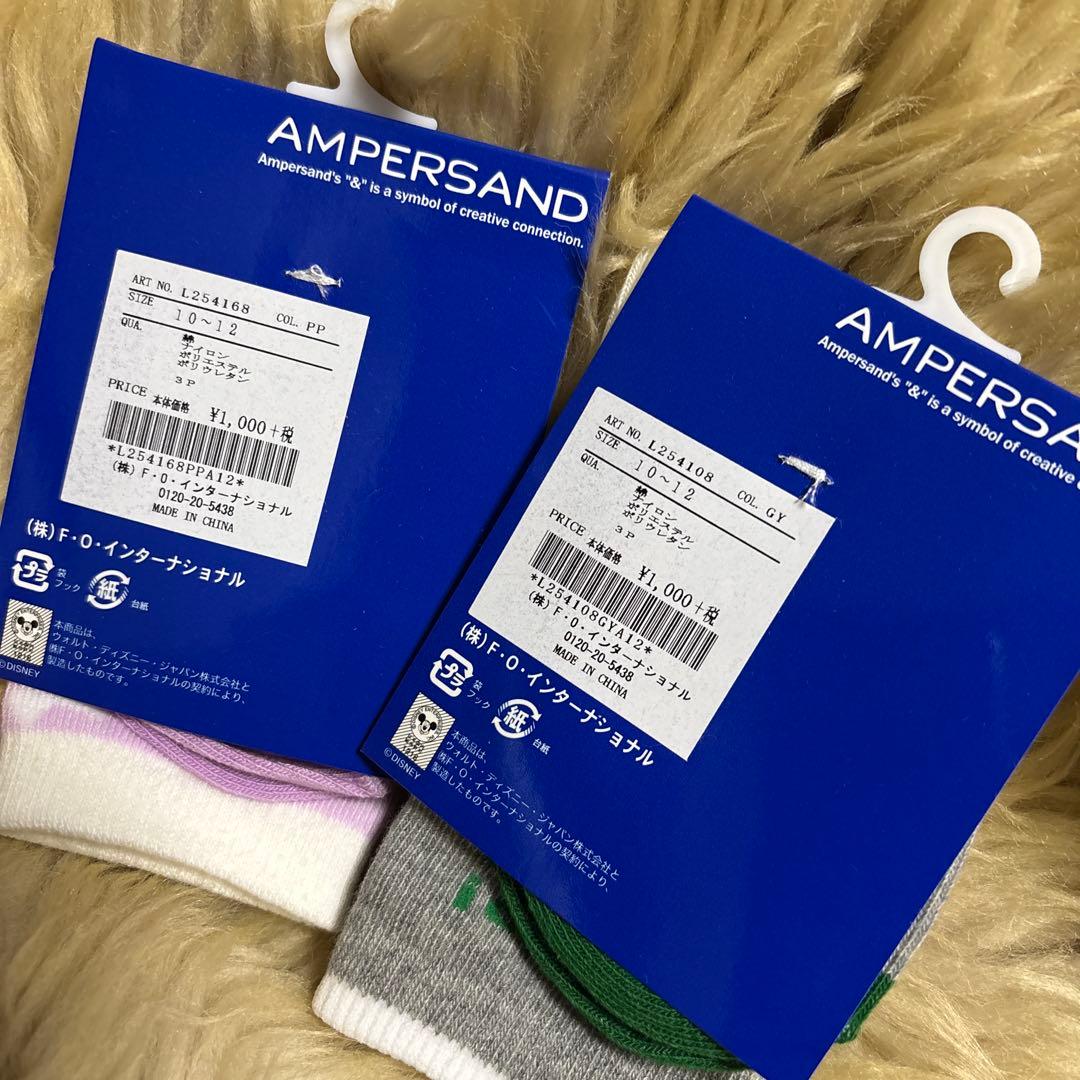 AMPERSAND
Ampersand's "&" is a symbol of creative connection.
ART NO. L254168 COL. PP
SIZE 10～12
QUA. 綿
ナイロン
ポリエステル
ポリウレタン
3P
PRICE 本体価格 ¥1,000+税
*L254168PPA12*
(株)F・O・インターナショナル
0120-20-5438
MADE IN CHINA
(株)F・O・インターナショナル
プラ 袋 フック 紙 台紙
本商品は、
ウォルト・ディズニー・ジャパン株式会社と
㈱F・O・インターナショナルの契約により、
製造したものです。
©DISNEY
AMPERSA
Ampersand's "&" is a symbol of creative
ART NO. L254108 COL. GY
SIZE 10～12
QUA. 綿
ナイロン
ポリエステル
ポリウレタン
3P
PRICE 本体価格 ¥1,000+税
*L254108GYA12*
(株)F・O・インターナショナル
0120-20-5438
MADE IN CHINA
(株)F・O・インターナショナル
プラ 袋 フック 紙 台紙
本商品は、
ウォルト・ディズニー・ジャパン株式会社と
㈱F・O・インターナショナルの契約により、
製造したものです。
©DISNEY